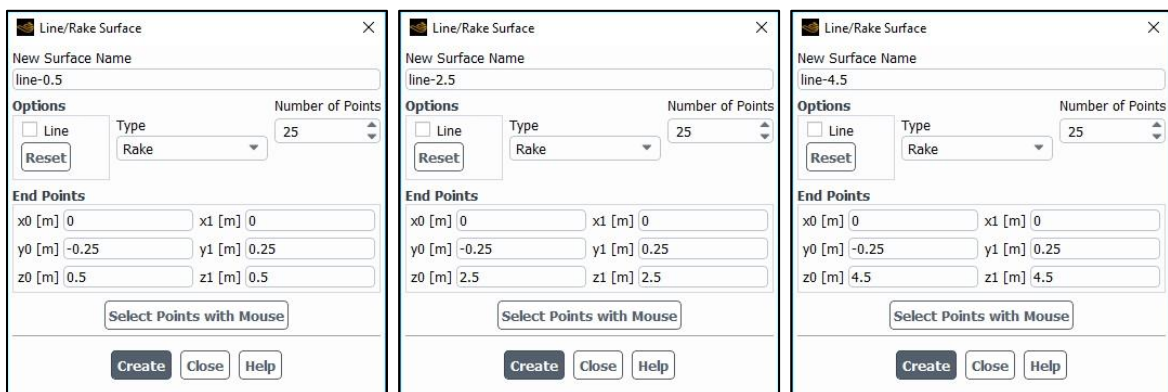 Line/Rake Surface
New Surface Name
line-0.5
Options
Number of Points
Line
Type
25
Reset
Rake
End Points
x0 [m] 0 x1 [m] 0
y0 [m] -0.25 y1 [m] 0.25
z0 [m] 0.5 z1 [m] 0.5
Select Points with Mouse
Create Close Help
Line/Rake Surface
New Surface Name
line-2.5
Options
Number of Points
Line
Type
25
Reset
Rake
End Points
x0 [m] 0 x1 [m] 0
y0 [m] -0.25 y1 [m] 0.25
z0 [m] 2.5 z1 [m] 2.5
Select Points with Mouse
Create Close Help
Line/Rake Surface
New Surface Name
line-4.5
Options
Number of Points
Line
Type
25
Reset
Rake
End Points
x0 [m] 0 x1 [m] 0
y0 [m] -0.25 y1 [m] 0.25
z0 [m] 4.5 z1 [m] 4.5
Select Points with Mouse
Create Close Help